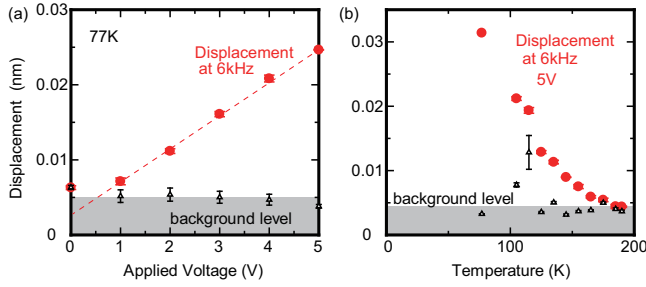 (a)
0.03
77K
Displacement
at 6kHz
0.02
Displacement (nm)
0.01
background level
0
0 1 2 3 4 5
Applied Voltage (V)
(b)
0.03
Displacement
at 6kHz
5V
0.02
0.01
background level
0
0 100 200
Temperature (K)